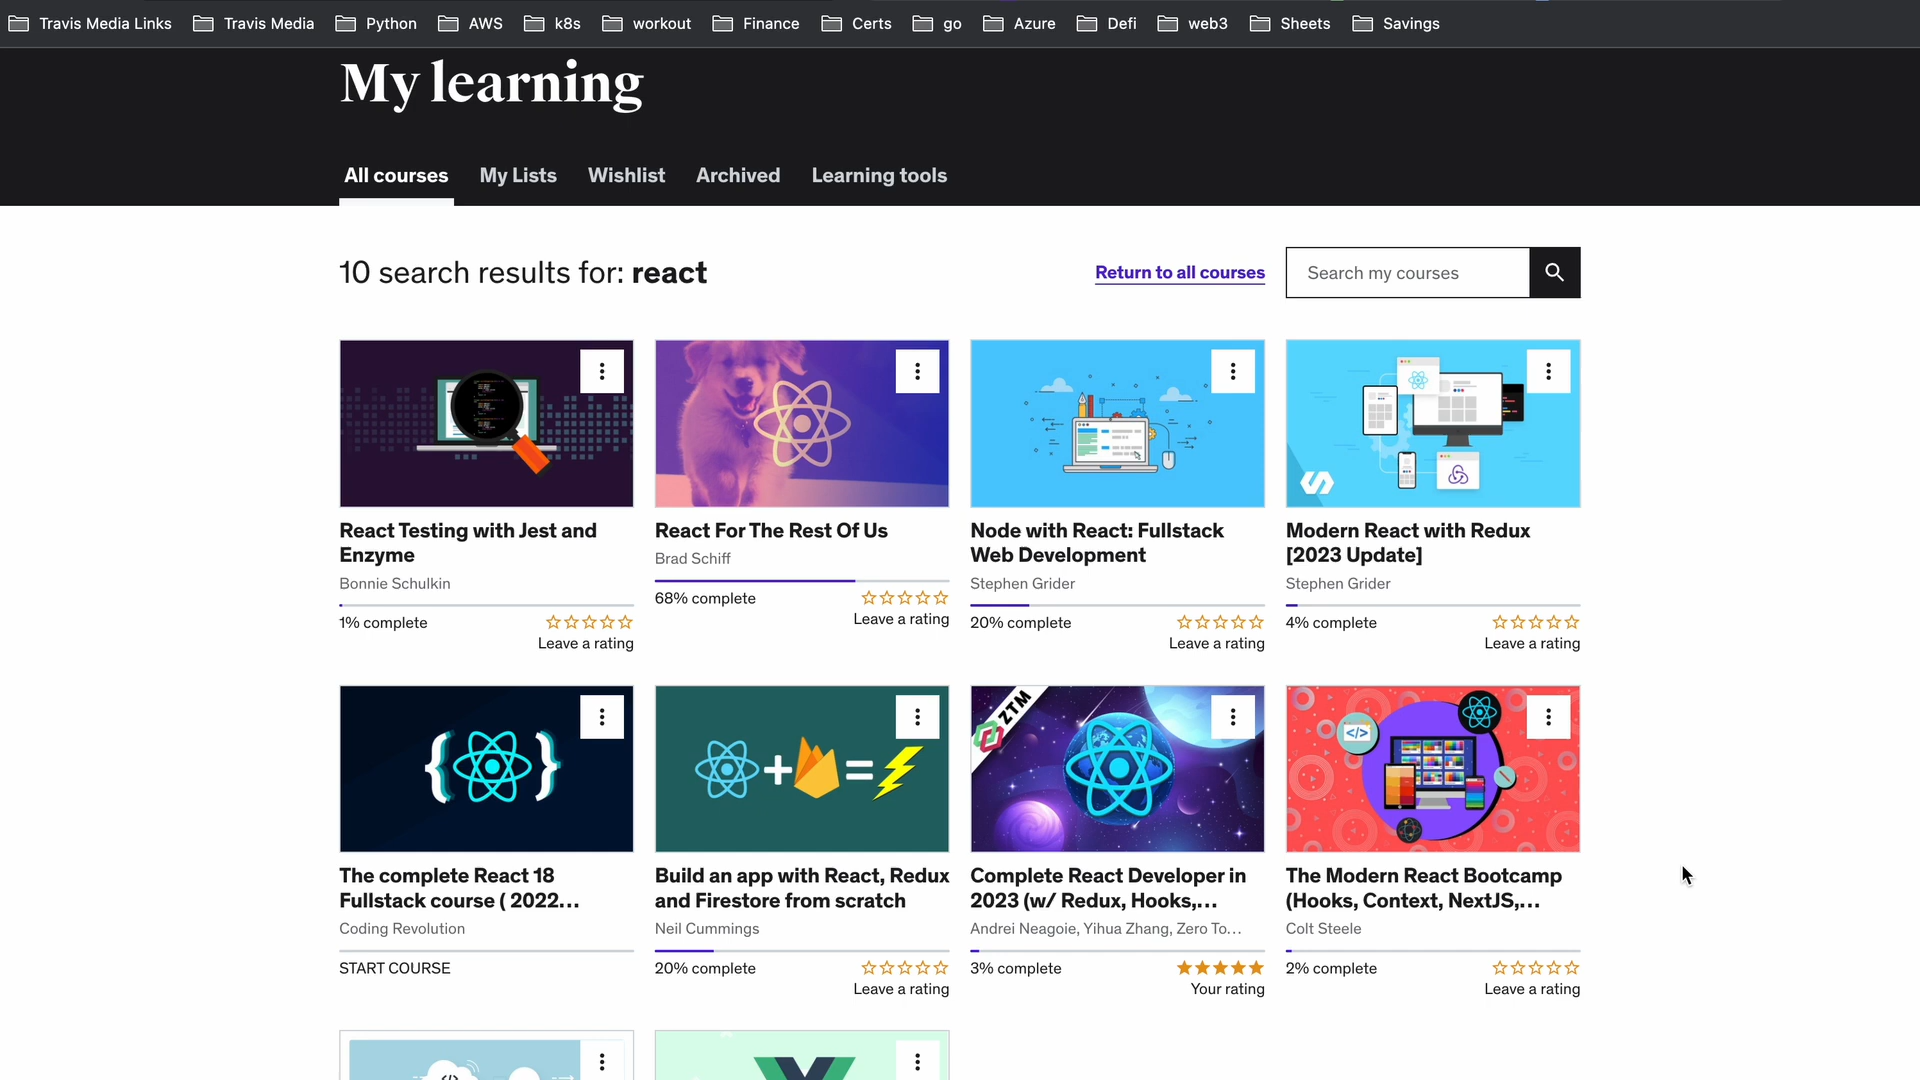 Travis Media Links Travis Media Python AWS k8s workout Finance Certs go Azure Defi web3 Sheets Savings
My learning
All courses My Lists Wishlist Archived Learning tools
10 search results for: react
Return to all courses
Search my courses
React Testing with Jest and
Enzyme
Bonnie Schulkin
1% complete
Leave a rating
React For The Rest Of Us
Brad Schiff
68% complete
Leave a rating
Node with React: Fullstack
Web Development
Stephen Grider
20% complete
Leave a rating
Modern React with Redux
[2023 Update]
Stephen Grider
4% complete
Leave a rating
The complete React 18
Fullstack course ( 2022...
Coding Revolution
START COURSE
+ =
Build an app with React, Redux
and Firestore from scratch
Neil Cummings
20% complete
Leave a rating
ZTM
Complete React Developer in
2023 (w/ Redux, Hooks,...
Andrei Neagoie, Yihua Zhang, Zero To...
3% complete
Your rating
</>
The Modern React Bootcamp
(Hooks, Context, NextJS,...
Colt Steele
2% complete
Leave a rating